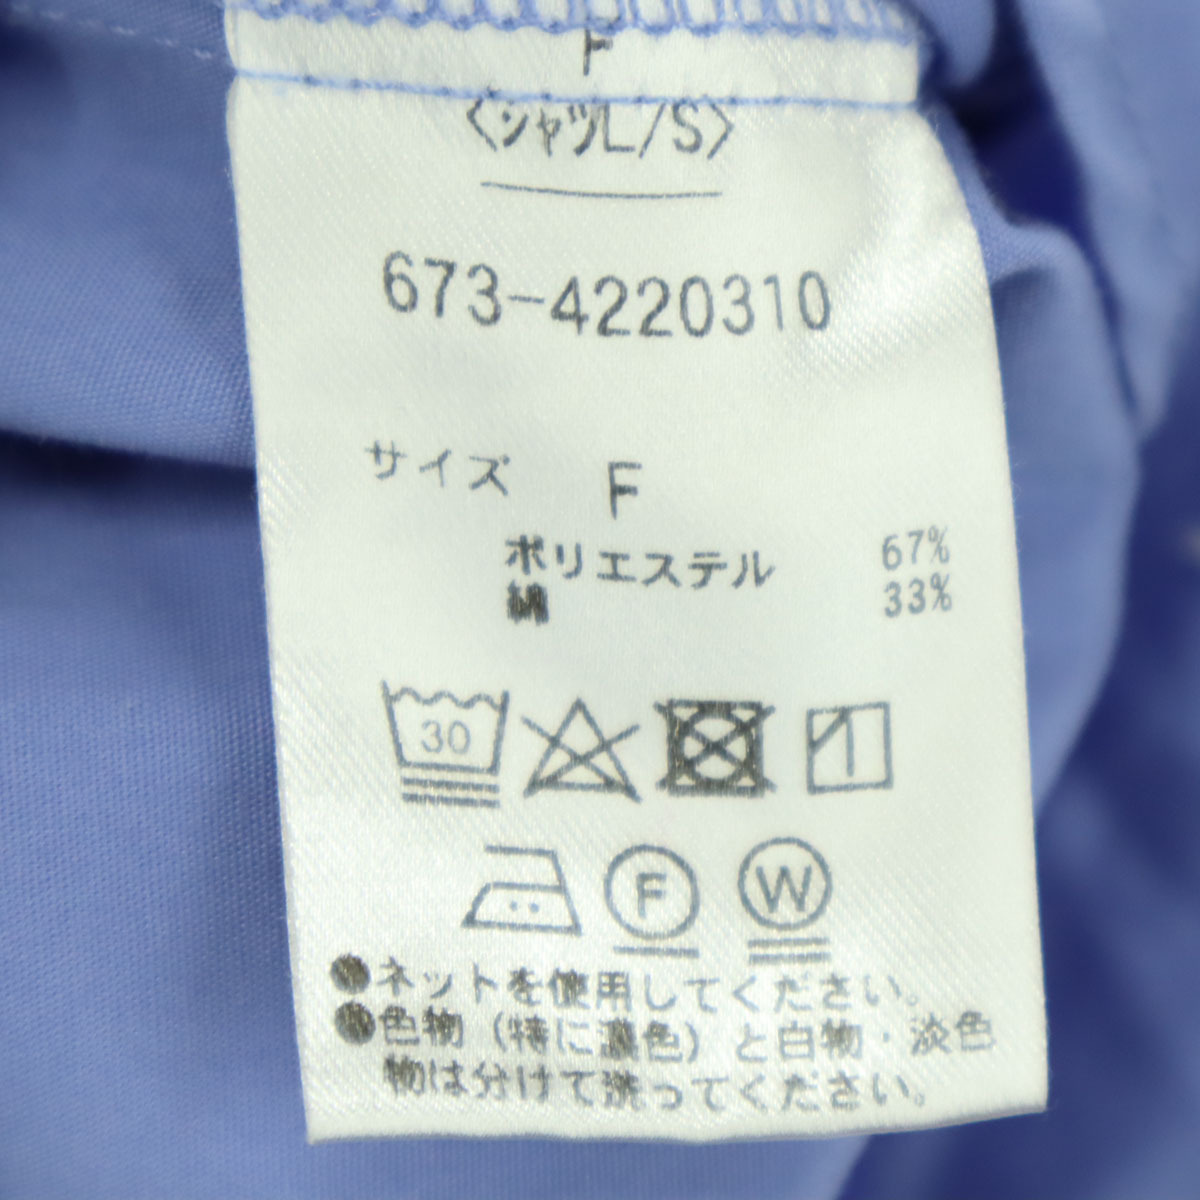 F
〈シャツL/S〉
673-4220310
サイズ F
ポリエステル 67%
綿 33%
30
F W
●ネットを使用してください。
●色物(特に濃色)と白物・淡色
物は分けて洗ってください。